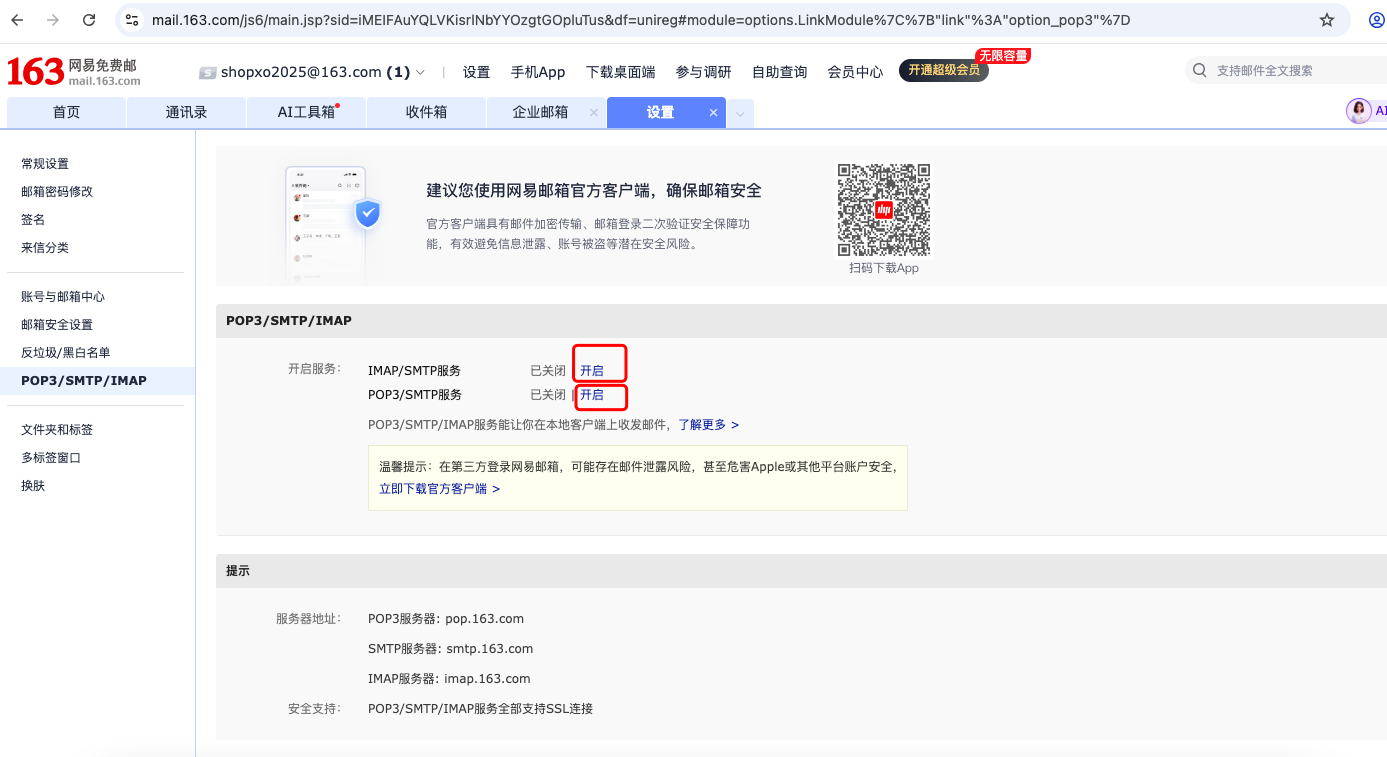 mail.163.com/js6/main.jsp?sid=iMEIFAuYQLVKisrlNbYYOzgtGOpluTus&df=unireg#module=options.LinkModule%7C%7B"link"%3A"option_pop3"%7D
163 网易免费邮 mail.163.com
shopxo2025@163.com (1) | 设置 手机App 下载桌面端 参与调研 自助查询 会员中心 开通超级会员 无限容量 支持邮件全文搜索
首页 通讯录 AI工具箱 收件箱 企业邮箱 × 设置 × AI
常规设置
邮箱密码修改
签名
来信分类
账号与邮箱中心
邮箱安全设置
反垃圾/黑白名单
POP3/SMTP/IMAP
文件夹和标签
多标签窗口
换肤
建议您使用网易邮箱官方客户端，确保邮箱安全
官方客户端具有邮件加密传输、邮箱登录二次验证安全保障功
能，有效避免信息泄露、账号被盗等潜在安全风险。
扫码下载App
POP3/SMTP/IMAP
开启服务： IMAP/SMTP服务 已关闭 开启
POP3/SMTP服务 已关闭 | 开启
POP3/SMTP/IMAP服务能让你在本地客户端上收发邮件，了解更多 >
温馨提示：在第三方登录网易邮箱，可能存在邮件泄露风险，甚至危害Apple或其他平台账户安全，
立即下载官方客户端 >
提示
服务器地址： POP3服务器: pop.163.com
SMTP服务器: smtp.163.com
IMAP服务器: imap.163.com
安全支持： POP3/SMTP/IMAP服务全部支持SSL连接